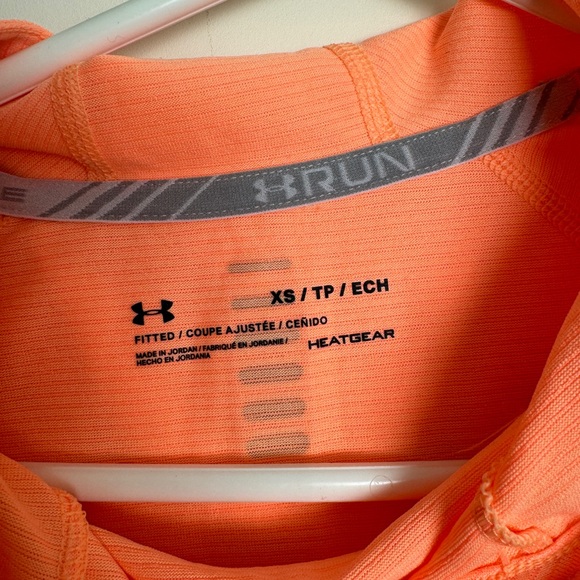 RUN
XS / TP / ECH
FITTED / COUPE AJUSTÉE / CEÑIDO
MADE IN JORDAN / FABRIQUÉ EN JORDANIE /
HECHO EN JORDANIA
HEATGEAR